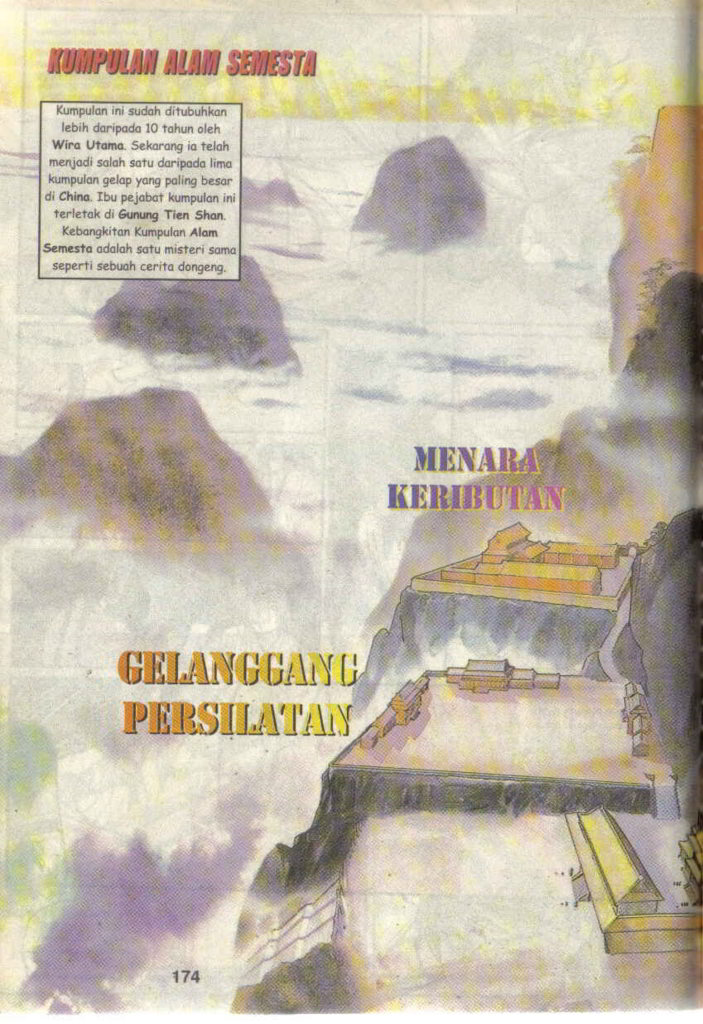 KUMPULAN ALAM SEMESTA
Kumpulan ini sudah ditubuhkan
lebih daripada 10 tahun oleh
Wira Utama. Sekarang ia telah
menjadi salah satu daripada lima
kumpulan gelap yang paling besar
di China. Ibu pejabat kumpulan ini
terletak di Gunung Tien Shan.
Kebangkitan Kumpulan Alam
Semesta adalah satu misteri sama
seperti sebuah cerita dongeng.
MENARA
KERIBUTAN
GELANGGANG
PERSILATAN
174